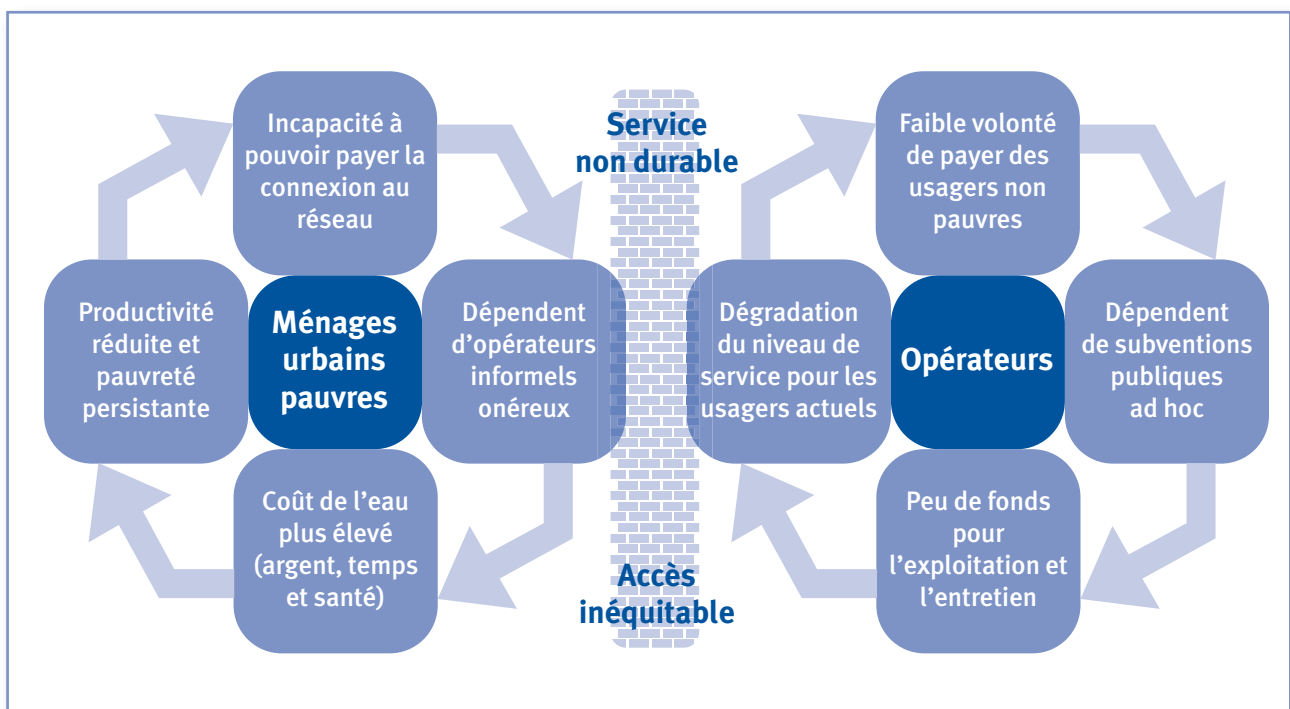 Incapacité à
pouvoir payer la
connexion au
réseau
Productivité
réduite et
pauvreté
persistante
Ménages
urbains
pauvres
Dépendent
d’opérateurs
informels
onéreux
Coût de l’eau
plus élevé
(argent, temps
et santé)
Service
non durable
Accès
inéquitable
Faible volonté
de payer des
usagers non
pauvres
Dégradation
du niveau de
service pour les
usagers actuels
Opérateurs
Dépendent
de subventions
publiques
ad hoc
Peu de fonds
pour
l’exploitation et
l’entretien